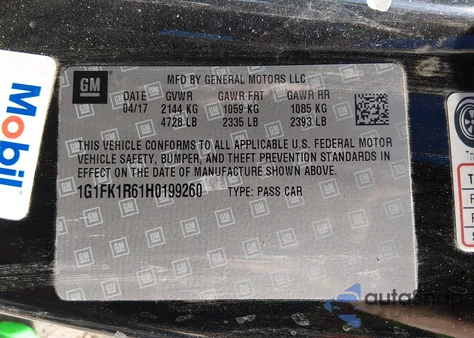 GM
MFD BY GENERAL MOTORS LLC
DATE GVWR GAWR FRT GAWR RR
04/17 2144 KG 1059 KG 1085 KG
4728 LB 2335 LB 2393 LB
THIS VEHICLE CONFORMS TO ALL APPLICABLE U.S. FEDERAL MOTOR
VEHICLE SAFETY, BUMPER, AND THEFT PREVENTION STANDARDS IN
EFFECT ON THE DATE OF MANUFACTURE SHOWN ABOVE.
1G1FK1R61H0199260 TYPE: PASS CAR
Mobil